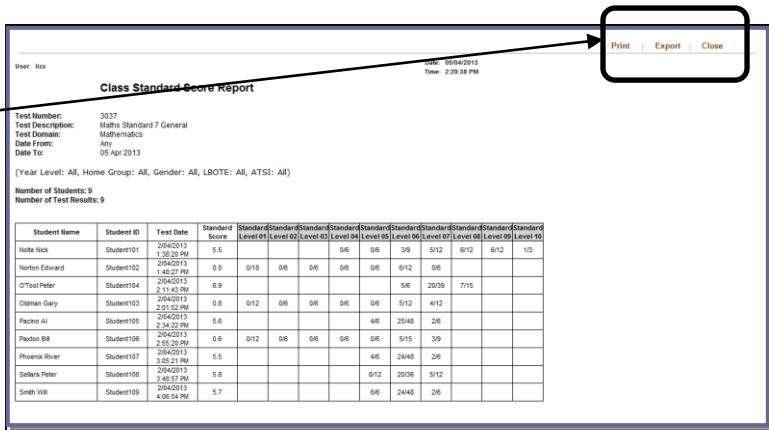 Print | Export | Close
User: lizs
Date: 05/04/2013
Time: 2:29:38 PM
Class Standard Score Report
Test Number: 3037
Test Description: Maths Standard 7 General
Test Domain: Mathematics
Date From: Any
Date To: 05 Apr 2013
(Year Level: All, Home Group: All, Gender: All, LBOTE: All, ATSI: All)
Number of Students: 9
Number of Test Results: 9
Student Name Student ID Test Date Standard Score Standard Level 01 Standard Level 02 Standard Level 03 Standard Level 04 Standard Level 05 Standard Level 06 Standard Level 07 Standard Level 08 Standard Level 09 Standard Level 10
Nolte Nick Student101 2/04/2013 1:38:20 PM 5.5 0/6 0/6 3/9 5/12 6/12 6/12 1/3
Norton Edward Student102 2/04/2013 1:48:27 PM 0.0 0/18 0/6 0/6 0/6 0/6 6/12 0/6
O'Tool Peter Student104 2/04/2013 2:11:43 PM 6.9 5/6 20/39 7/15
Oldman Gary Student103 2/04/2013 2:01:52 PM 0.8 0/12 0/6 0/6 0/6 0/6 5/12 4/12
Pacino Al Student105 2/04/2013 2:34:22 PM 5.6 4/6 25/48 2/6
Paxton Bill Student106 2/04/2013 2:55:20 PM 0.6 0/12 0/6 0/6 0/6 0/6 5/15 3/9
Phoenix River Student107 2/04/2013 3:05:21 PM 5.5 4/6 24/48 2/6
Sellars Peter Student108 2/04/2013 3:48:57 PM 5.8 8/12 20/36 5/12
Smith Will Student109 2/04/2013 4:06:04 PM 5.7 6/6 24/48 2/6